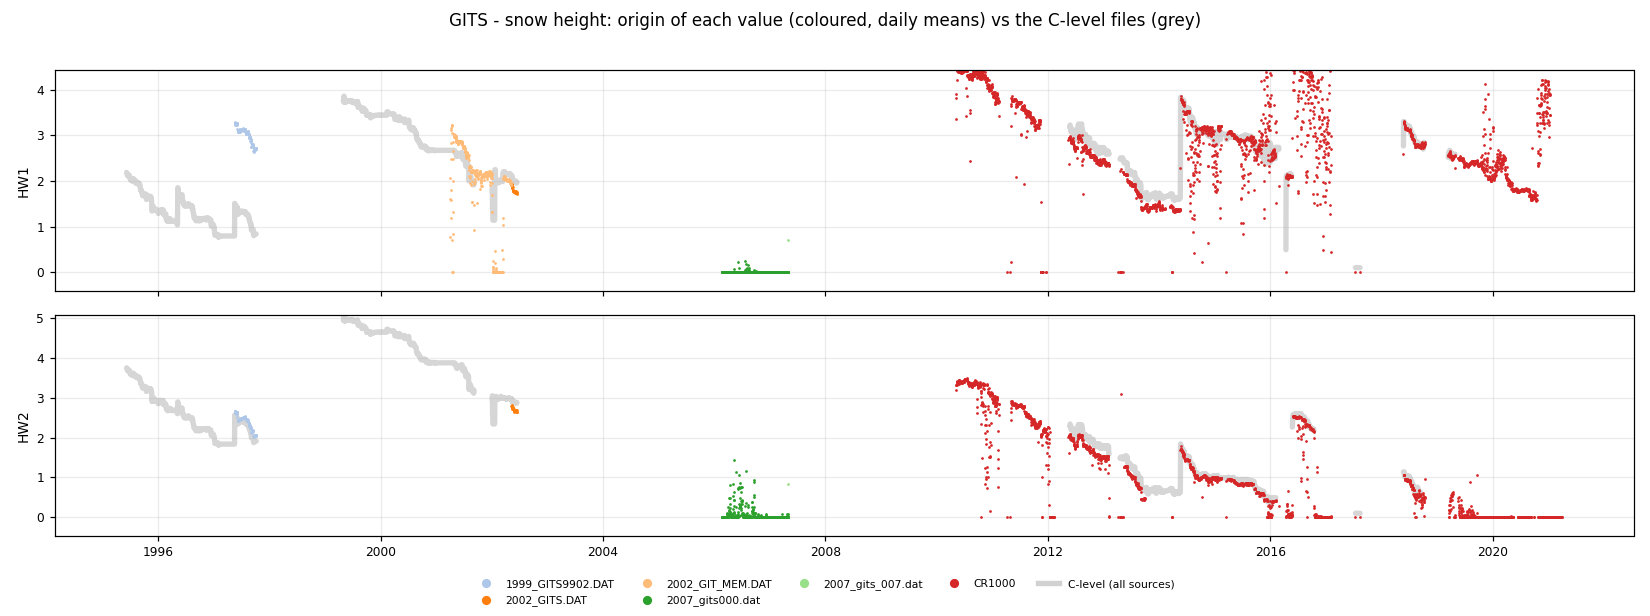 GITS - snow height: origin of each value (coloured, daily means) vs the C-level files (grey)
HW1
4
3
2
1
0
HW2
5
4
3
2
1
0
1996 2000 2004 2008 2012 2016 2020
1999_GITS9902.DAT 2002_GIT_MEM.DAT 2007_gits_007.dat CR1000 C-level (all sources)
2002_GITS.DAT 2007_gits000.dat